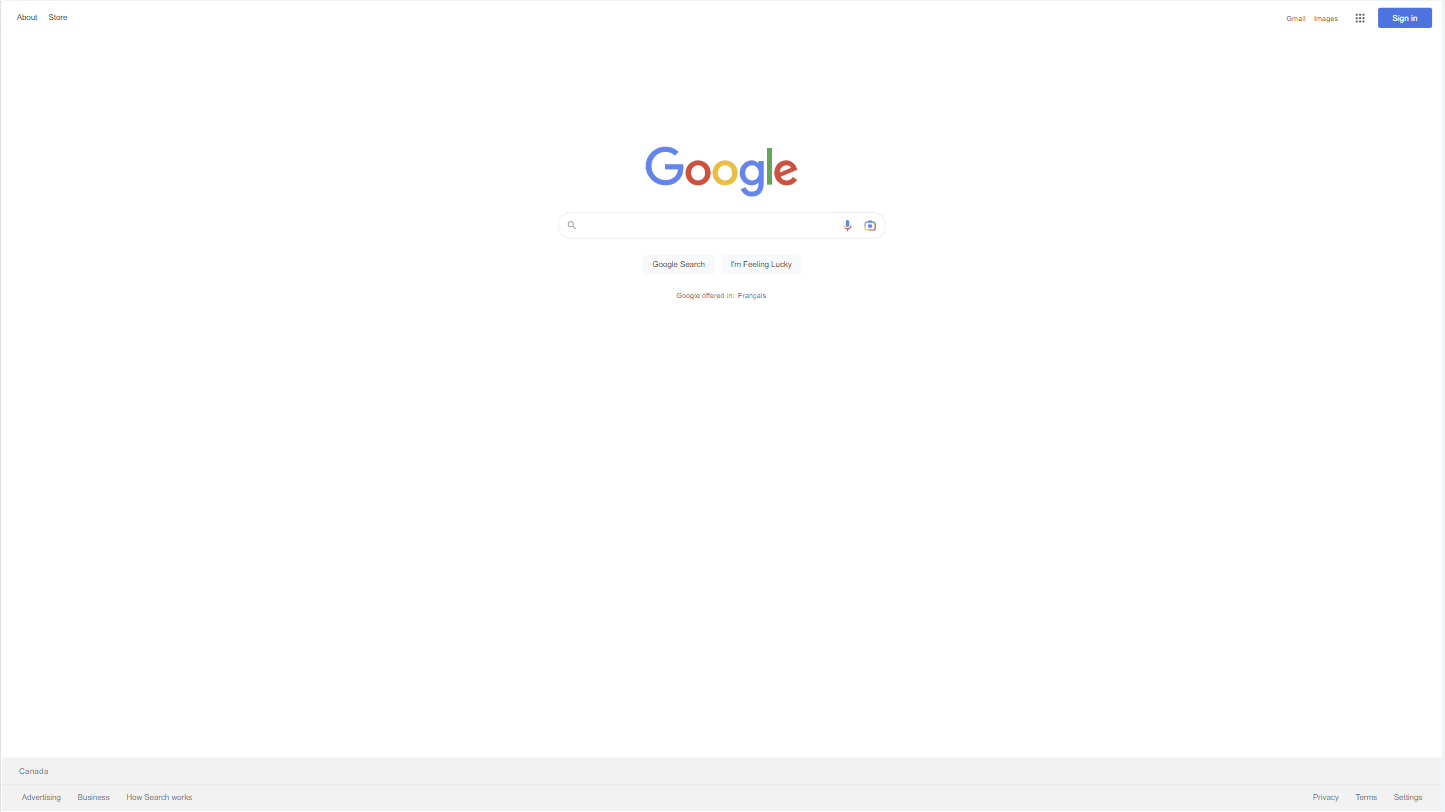 About Store Gmail Images Sign in
Google
Google Search I'm Feeling Lucky
Google offered in: Français
Canada
Advertising Business How Search works Privacy Terms Settings